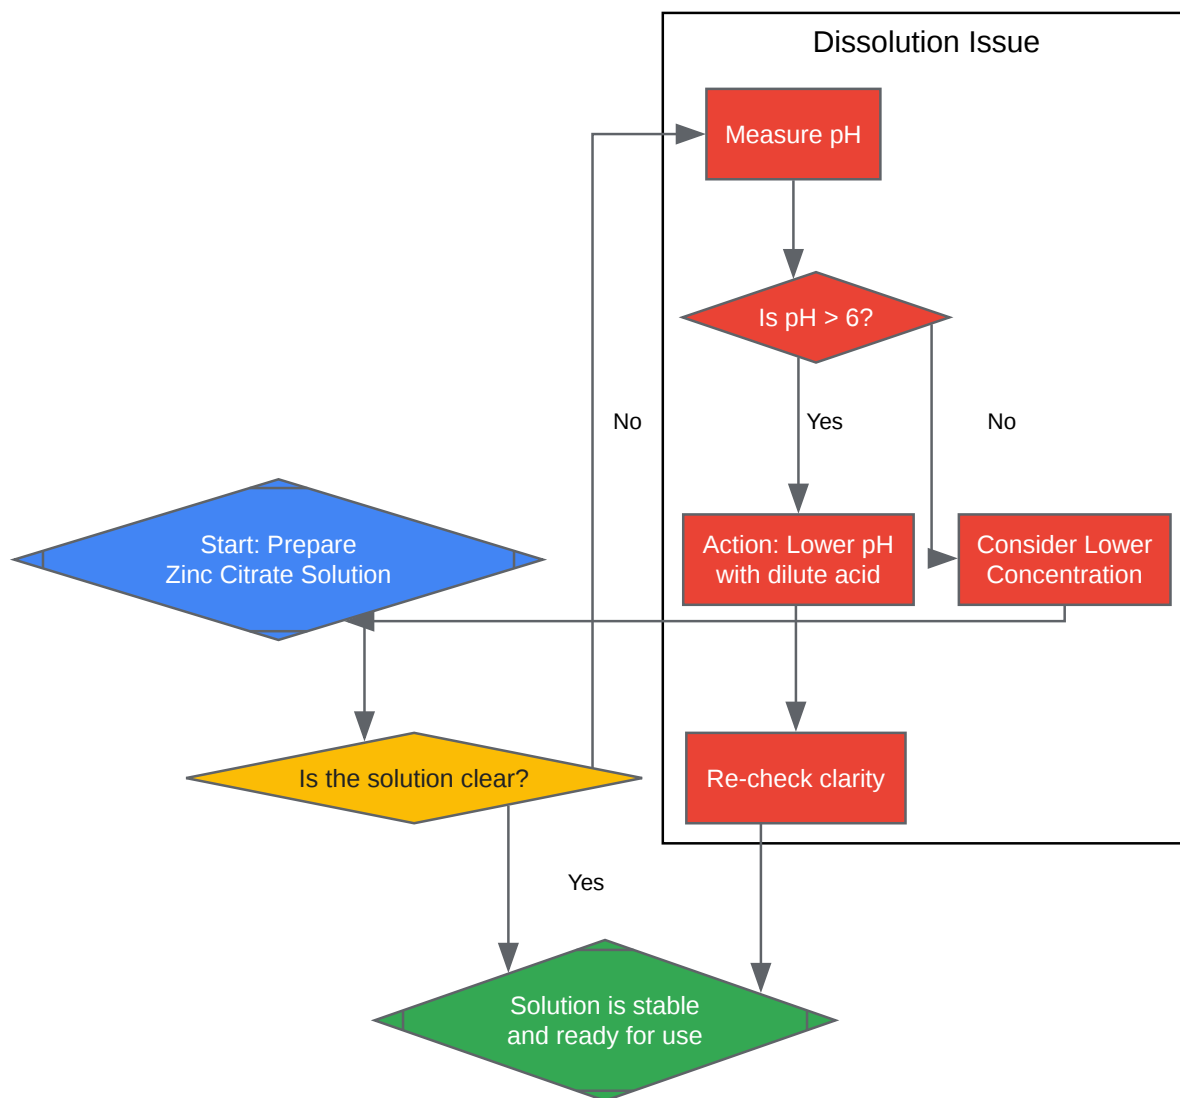 Dissolution Issue
Measure pH
Is pH > 6?
No
Yes
No
Start: Prepare
Zinc Citrate Solution
Action: Lower pH
with dilute acid
Consider Lower
Concentration
Is the solution clear?
Re-check clarity
Yes
Solution is stable
and ready for use